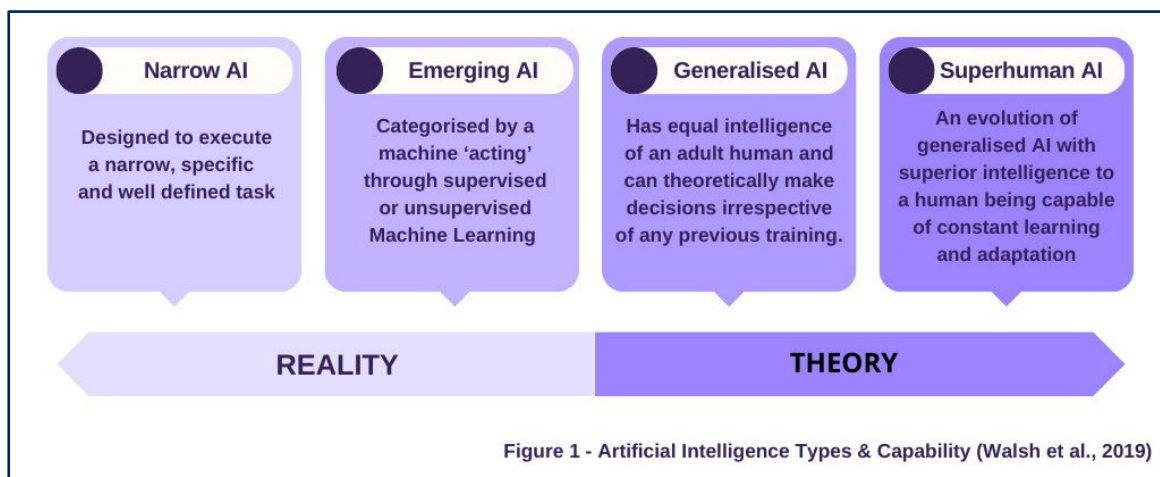 Narrow AI
Designed to execute
a narrow, specific
and well defined task
Emerging AI
Categorised by a
machine ‘acting’
through supervised
or unsupervised
Machine Learning
Generalised AI
Has equal intelligence
of an adult human and
can theoretically make
decisions irrespective
of any previous training.
Superhuman AI
An evolution of
generalised AI with
superior intelligence to
a human being capable
of constant learning
and adaptation
REALITY
THEORY
Figure 1 - Artificial Intelligence Types & Capability (Walsh et al., 2019)